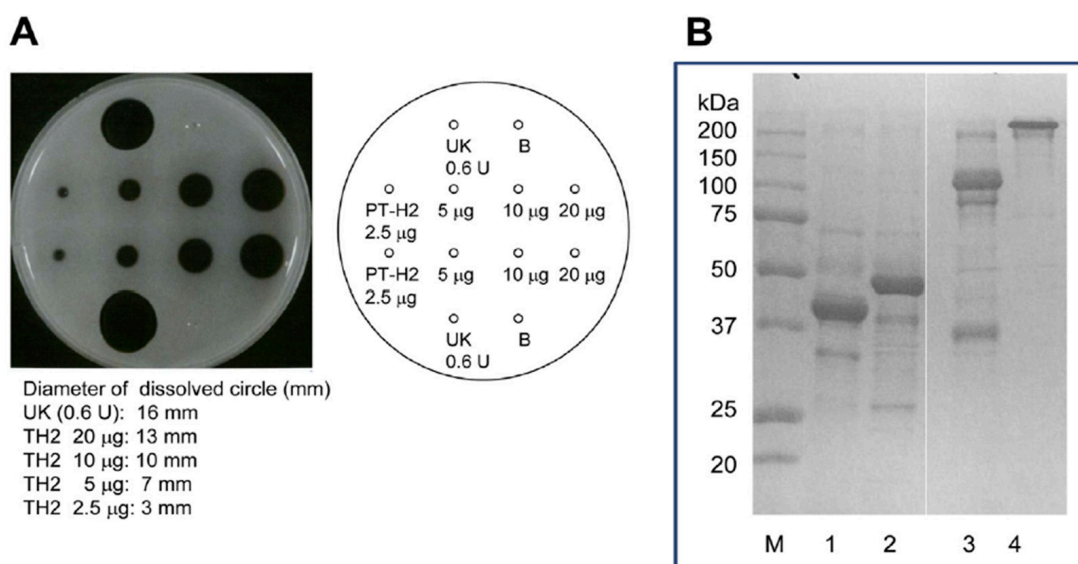 A
B
UK
0.6 U
B
PT-H2
2.5 μg
5 μg
10 μg
20 μg
PT-H2
2.5 μg
5 μg
10 μg
20 μg
UK
0.6 U
B
Diameter of dissolved circle (mm)
UK (0.6 U): 16 mm
TH2 20 μg: 13 mm
TH2 10 μg: 10 mm
TH2 5 μg: 7 mm
TH2 2.5 μg: 3 mm
kDa
200
150
100
75
50
37
25
20
M 1 2 3 4